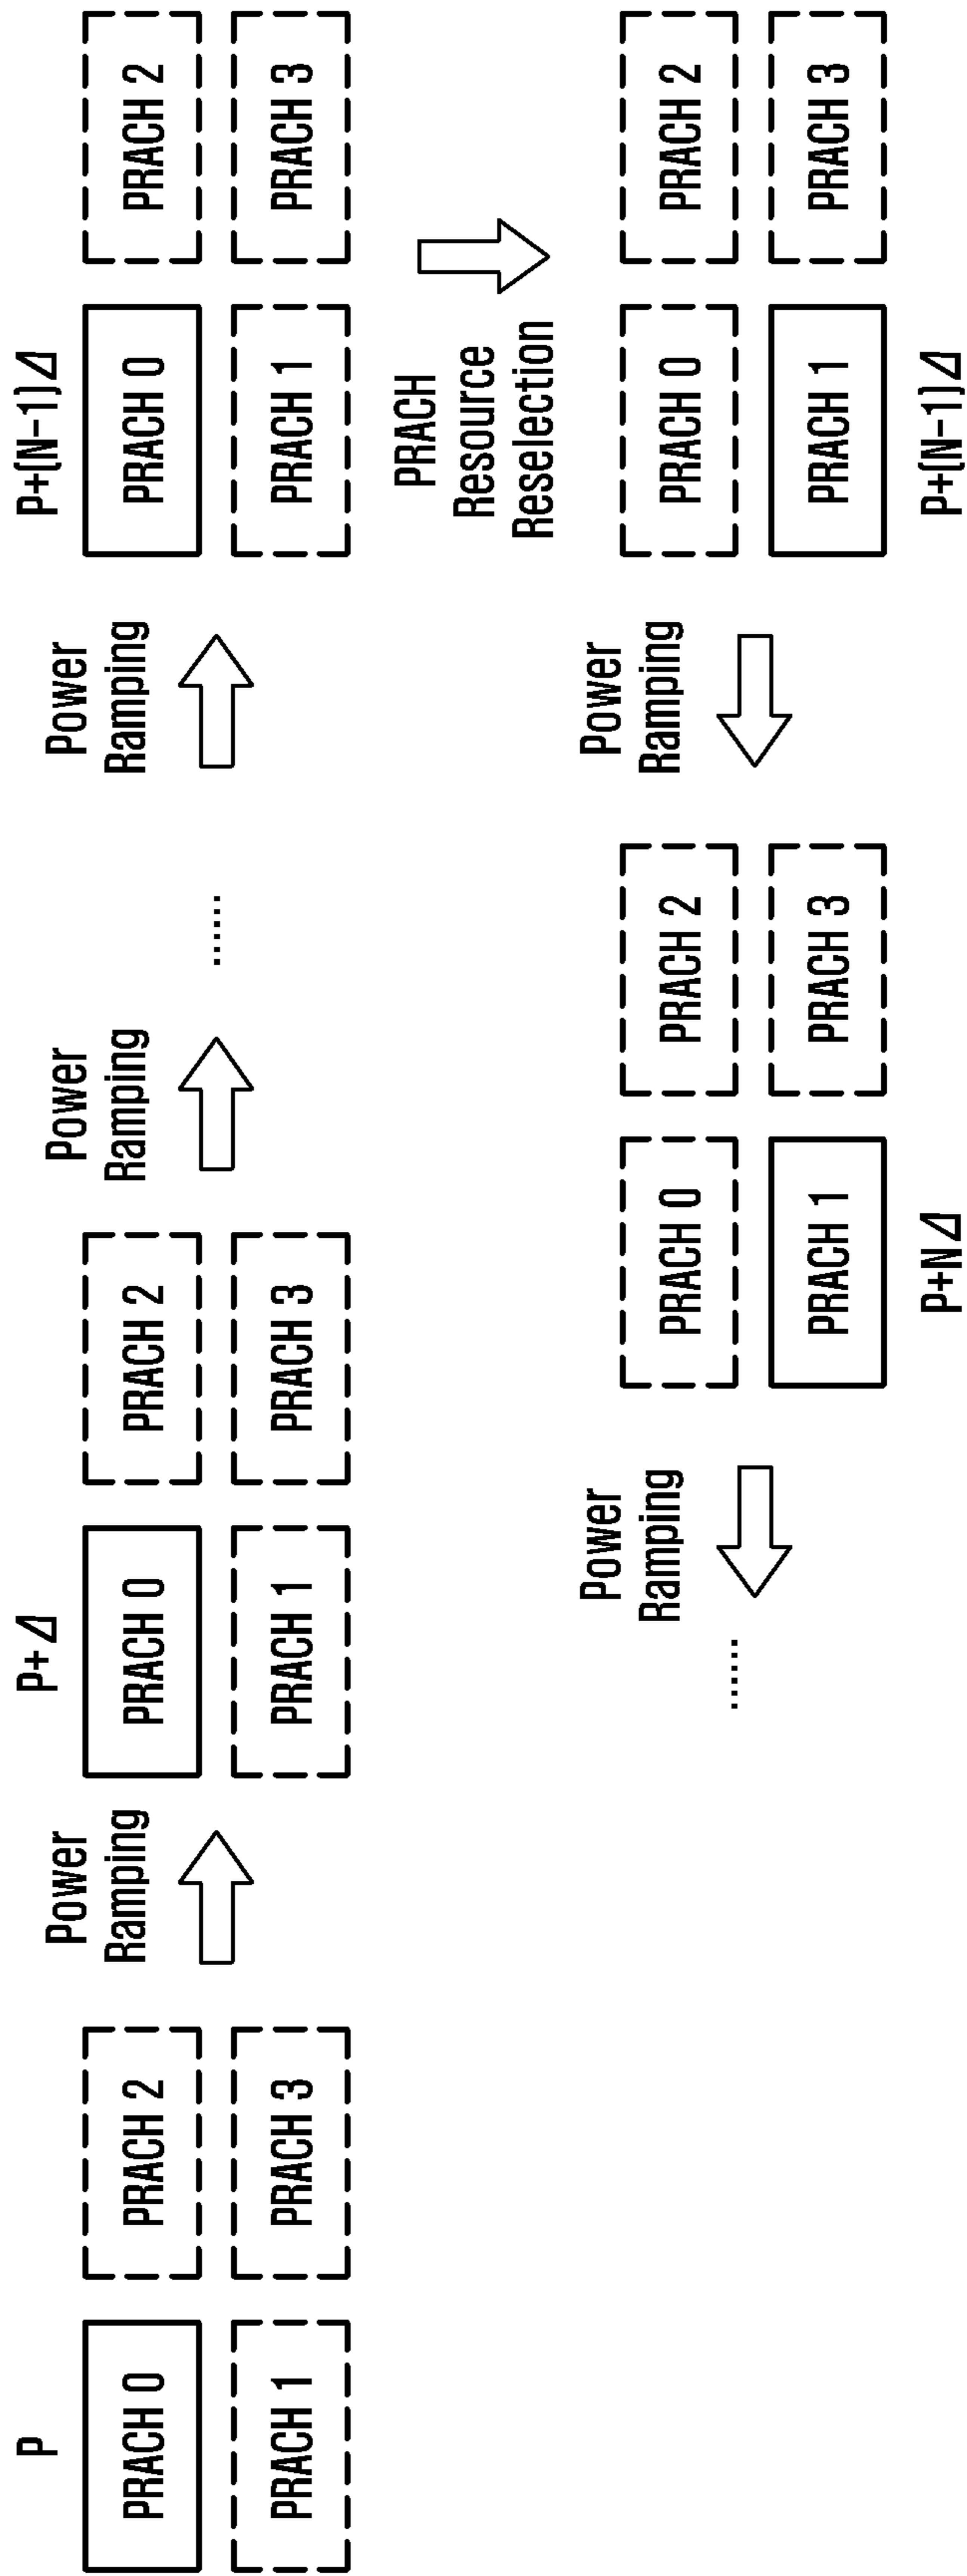 P
PRACH 0
PRACH 2
PRACH 1
PRACH 3
Power
Ramping
P+Δ
PRACH 0
PRACH 2
PRACH 1
PRACH 3
Power
Ramping
......
Power
Ramping
P+(N-1)Δ
PRACH 0
PRACH 2
PRACH 1
PRACH 3
PRACH
Resource
Reselection
PRACH 0
PRACH 2
PRACH 1
PRACH 3
P+(N-1)Δ
Power
Ramping
PRACH 0
PRACH 2
PRACH 1
PRACH 3
P+NΔ
Power
Ramping
......